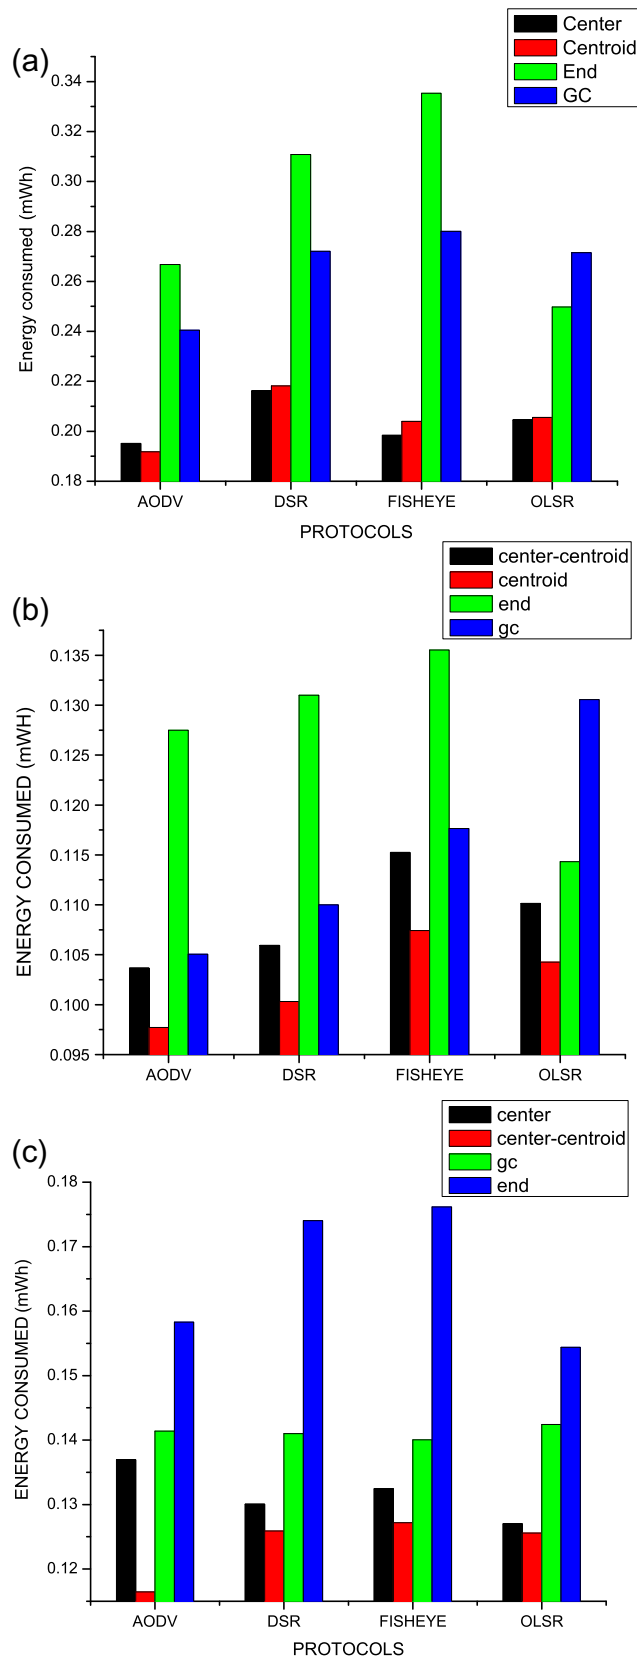 (a)
Center
Centroid
End
GC
Energy consumed (mWh)
0.34
0.32
0.30
0.28
0.26
0.24
0.22
0.20
0.18
AODV DSR FISHEYE OLSR
PROTOCOLS
(b)
center-centroid
centroid
end
gc
ENERGY CONSUMED (mWH)
0.135
0.130
0.125
0.120
0.115
0.110
0.105
0.100
0.095
AODV DSR FISHEYE OLSR
(c)
center
center-centroid
gc
end
ENERGY CONSUMED (mWh)
0.18
0.17
0.16
0.15
0.14
0.13
0.12
AODV DSR FISHEYE OLSR
PROTOCOLS